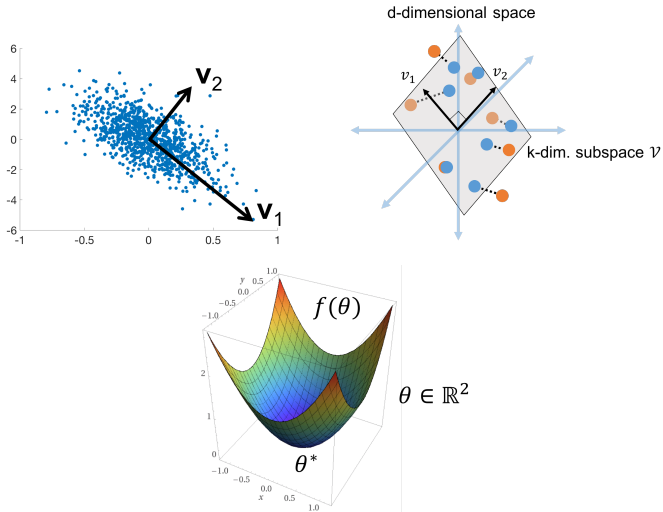 d-dimensional space
6
4
2
0
-2
-4
-6
-1
-0.5
0
0.5
1
𝐯₂
𝐯₁
𝑣₁
𝑣₂
k-dim. subspace 𝒱
𝑓(𝜃)
𝜃 ∈ ℝ²
𝜃*
y
1.0
0.5
0.0
−0.5
−1.0
2
1
0
−1.0
−0.5
0.0
0.5
1.0
x